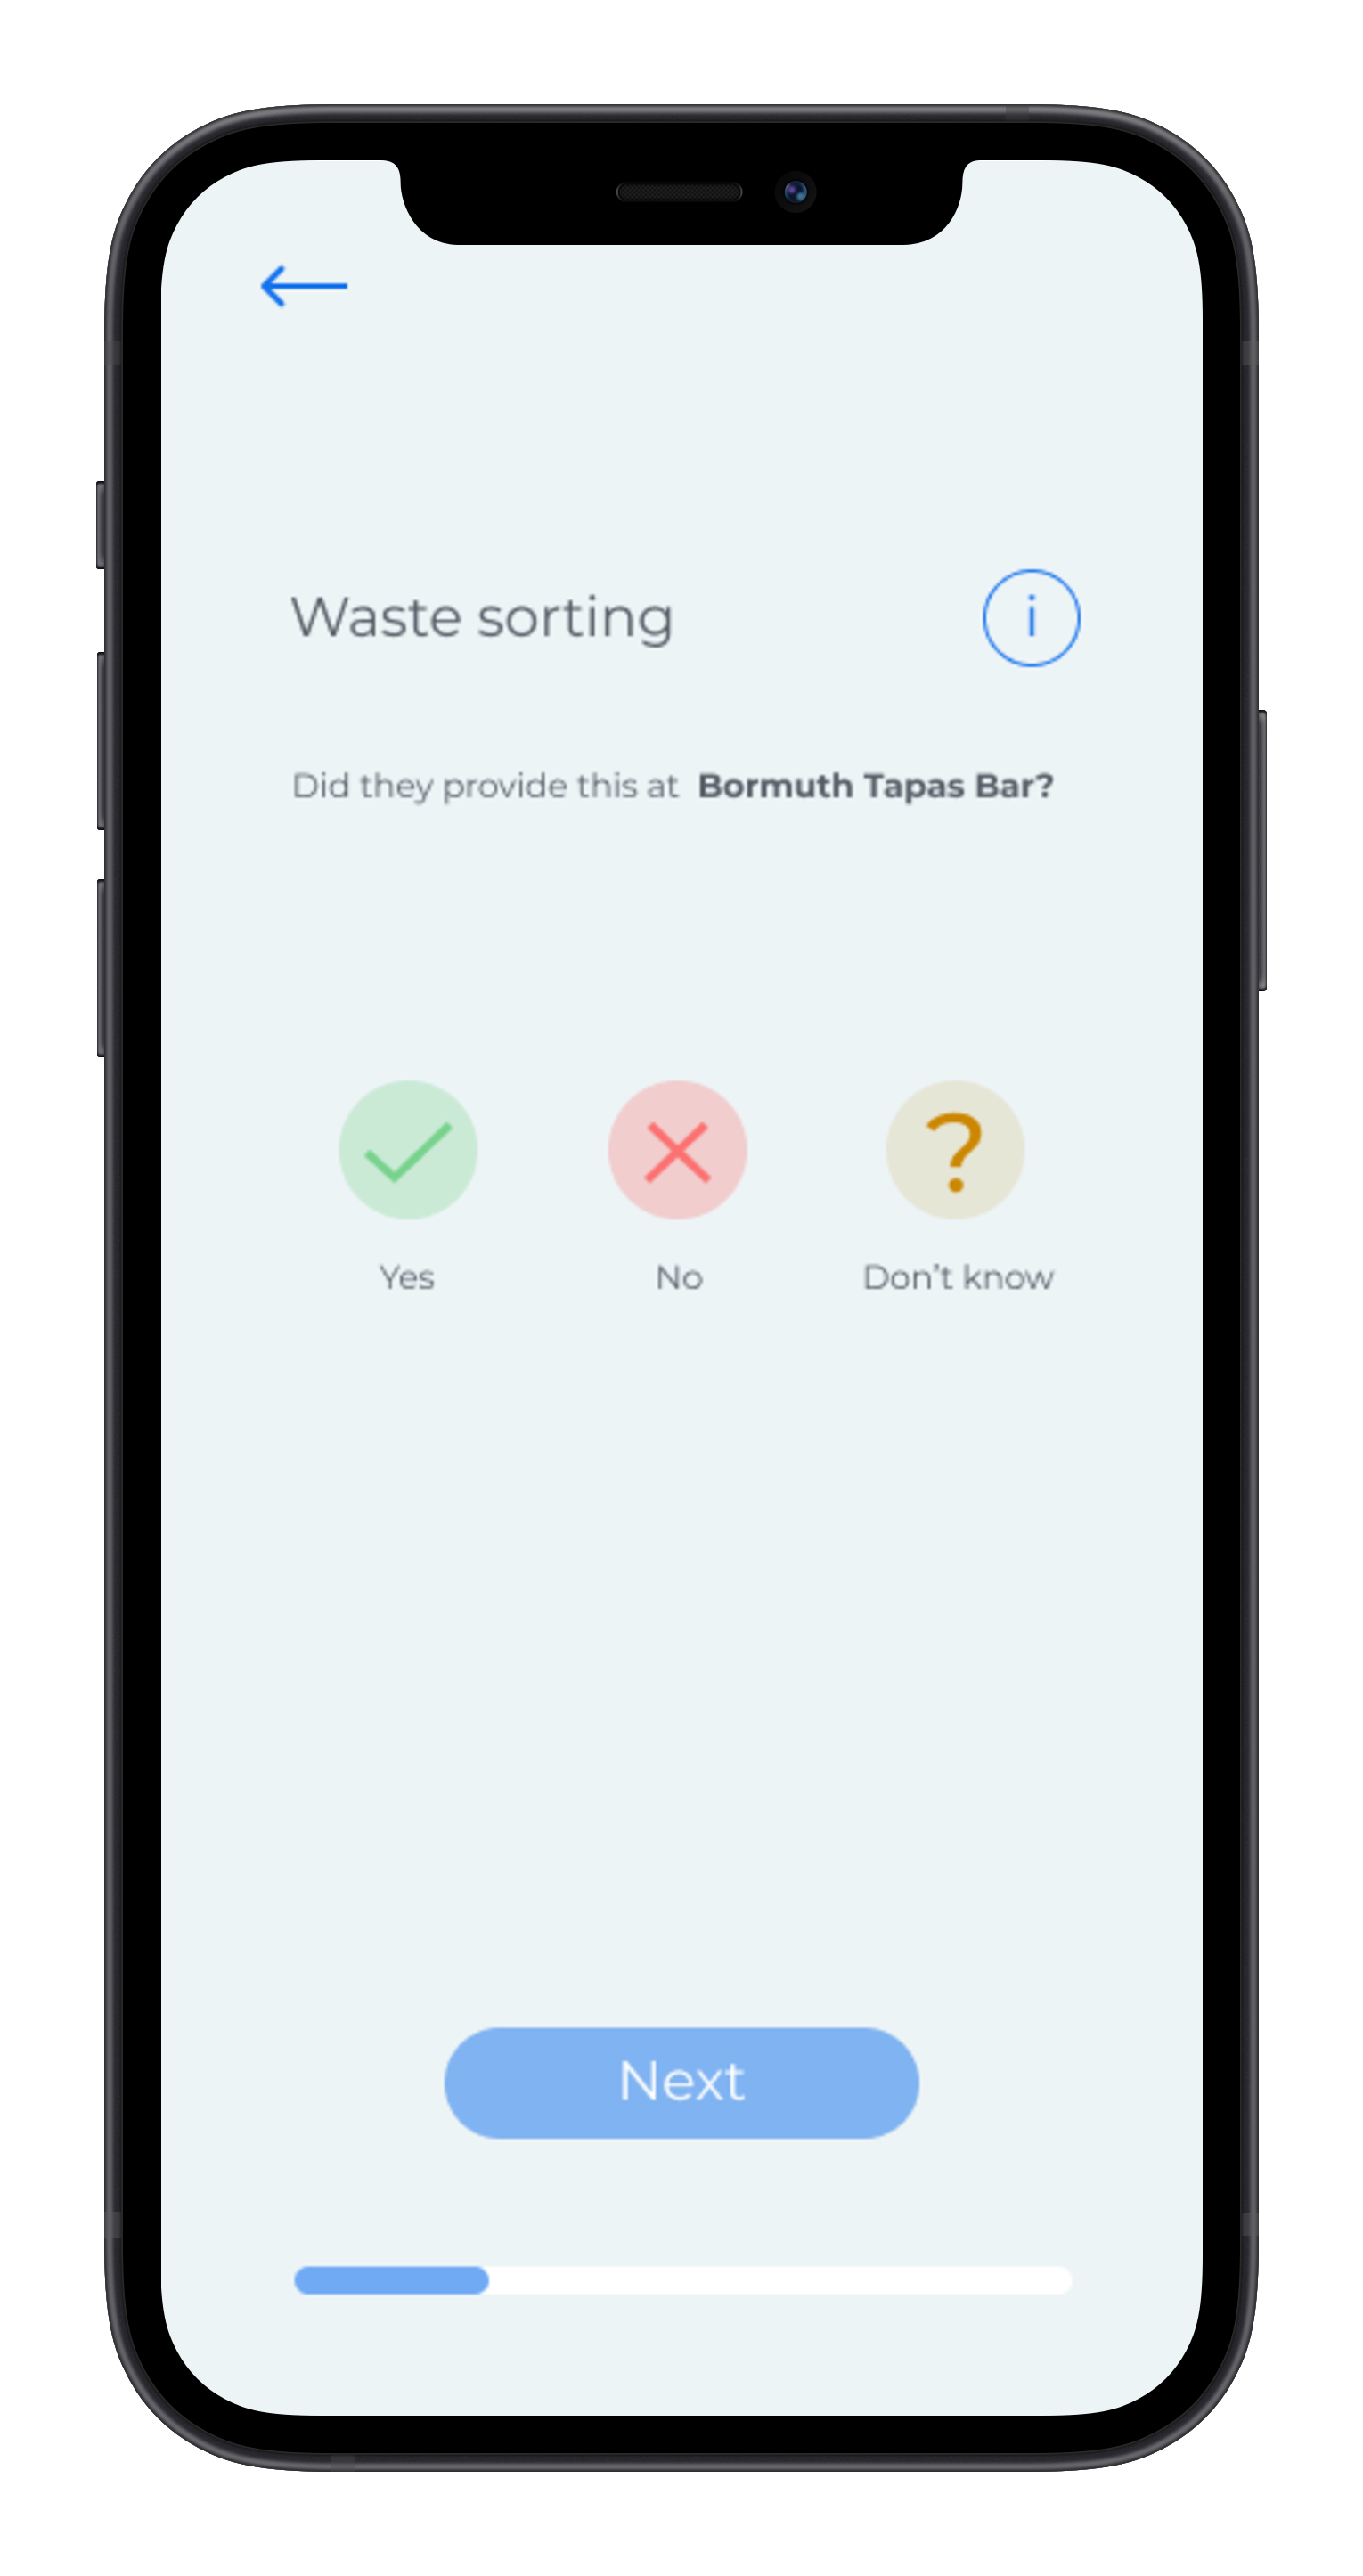 Waste sorting
i
Did they provide this at Bormuth Tapas Bar?
?
Yes No Don’t know
Next